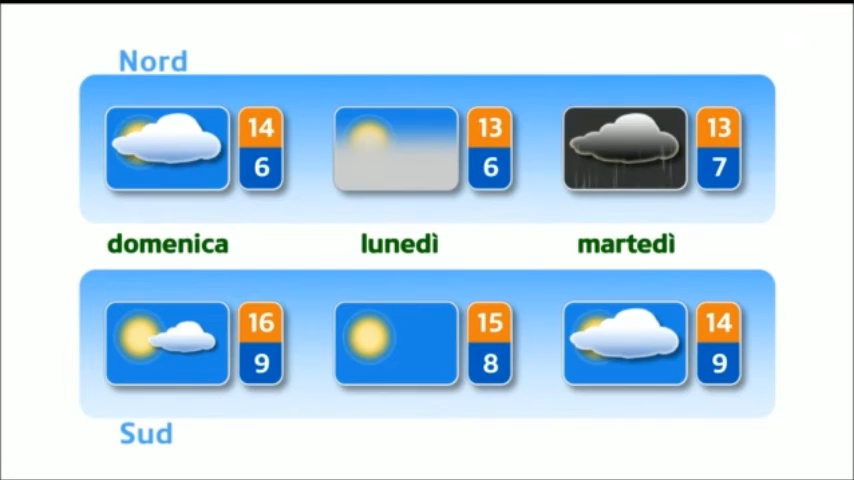 Nord
14 13 13
6 6 7
domenica lunedì martedì
16 15 14
9 8 9
Sud